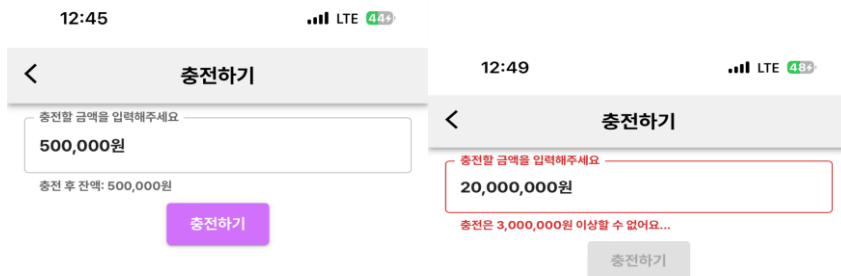 12:45
LTE 44
충전하기
충전할 금액을 입력해주세요
500,000원
충전 후 잔액: 500,000원
충전하기
12:49
LTE 48
충전하기
충전할 금액을 입력해주세요
20,000,000원
충전은 3,000,000원 이상할 수 없어요...
충전하기